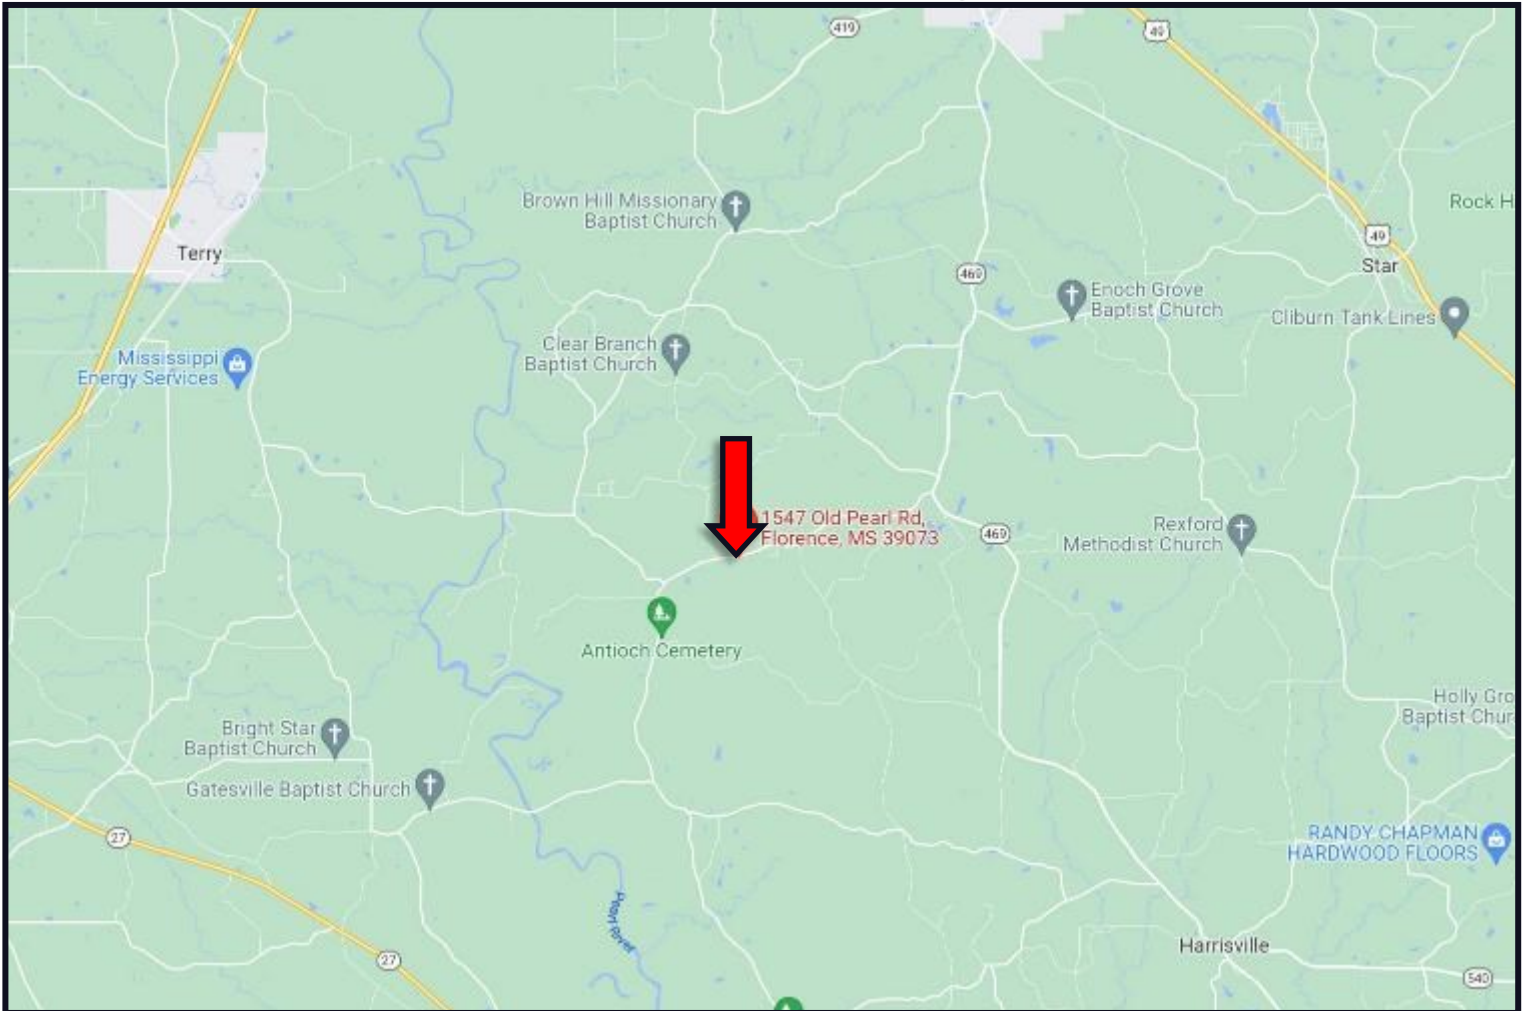 419
49
Brown Hill Missionary
Baptist Church
Rock H
Terry
49
Star
469
Enoch Grove
Baptist Church
Cliburn Tank Lines
Clear Branch
Baptist Church
Mississippi
Energy Services
1547 Old Pearl Rd,
Florence, MS 39073
469
Rexford
Methodist Church
Antioch Cemetery
Holly Gro
Baptist Chur
Bright Star
Baptist Church
Gatesville Baptist Church
27
RANDY CHAPMAN
HARDWOOD FLOORS
Pearl River
Harrisville
27
540